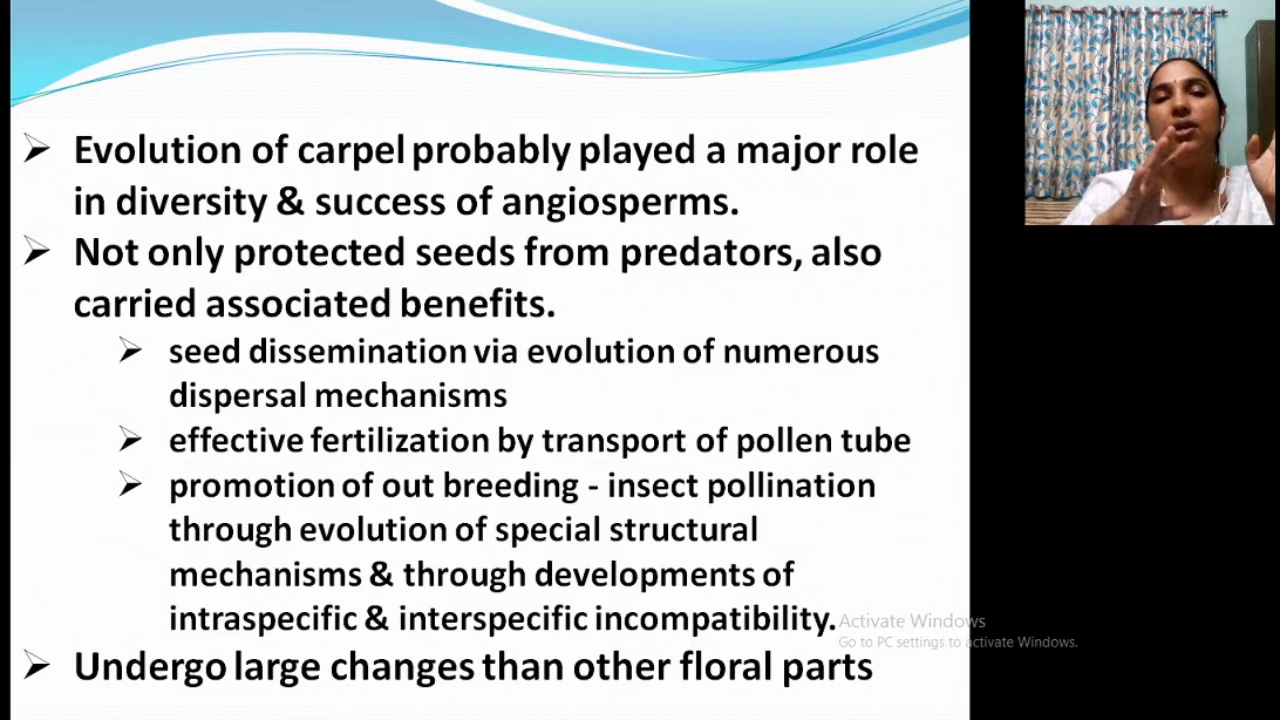 Evolution of carpel probably played a major role
in diversity & success of angiosperms.
Not only protected seeds from predators, also
carried associated benefits.
seed dissemination via evolution of numerous
dispersal mechanisms
effective fertilization by transport of pollen tube
promotion of out breeding - insect pollination
through evolution of special structural
mechanisms & through developments of
intraspecific & interspecific incompatibility.
Activate Windows
Go to PC settings to activate Windows.
Undergo large changes than other floral parts